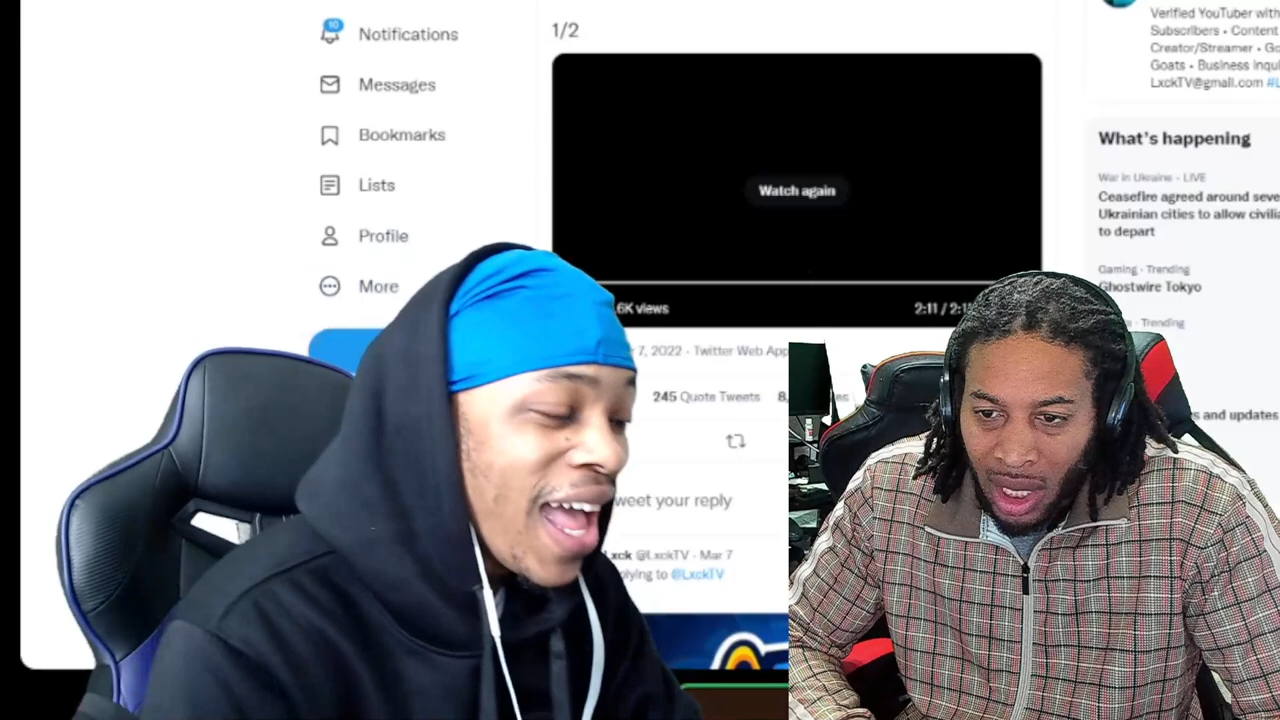 10
Notifications
Messages
Bookmarks
Lists
Profile
More
1/2
Watch again
.6K views
2:11 / 2:1
7, 2022 · Twitter Web App
245 Quote Tweets 8,
weet your reply
Lxck @LxckTV · Mar 7
plying to @LxckTV
Verified YouTuber with
Subscribers • Content
Creator/Streamer • Go
Goats • Business Inqu
LxckTV@gmail.com #L
What's happening
War in Ukraine · LIVE
Ceasefire agreed around seve
Ukrainian cities to allow civilia
to depart
Gaming · Trending
Ghostwire Tokyo
· Trending
s and updates